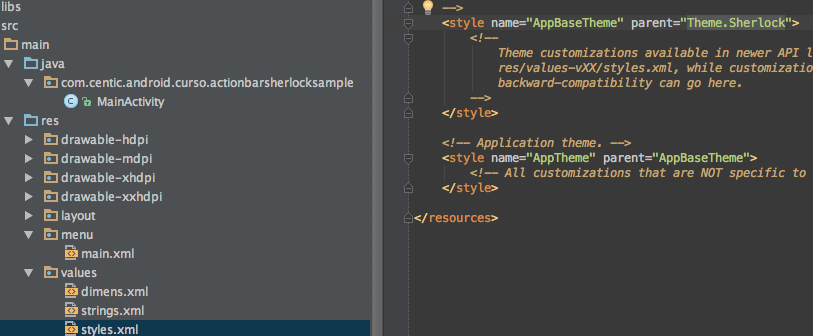 libs
src
main
java
com.centic.android.curso.actionbarsherlocksample
MainActivity
res
drawable-hdpi
drawable-mdpi
drawable-xhdpi
drawable-xxhdpi
layout
menu
main.xml
values
dimens.xml
strings.xml
styles.xml
-->
<style name="AppBaseTheme" parent="Theme.Sherlock">
<!--
Theme customizations available in newer API l
res/values-vXX/styles.xml, while customizatio
backward-compatibility can go here.
-->
</style>
<!-- Application theme. -->
<style name="AppTheme" parent="AppBaseTheme">
<!-- All customizations that are NOT specific to
</style>
</resources>